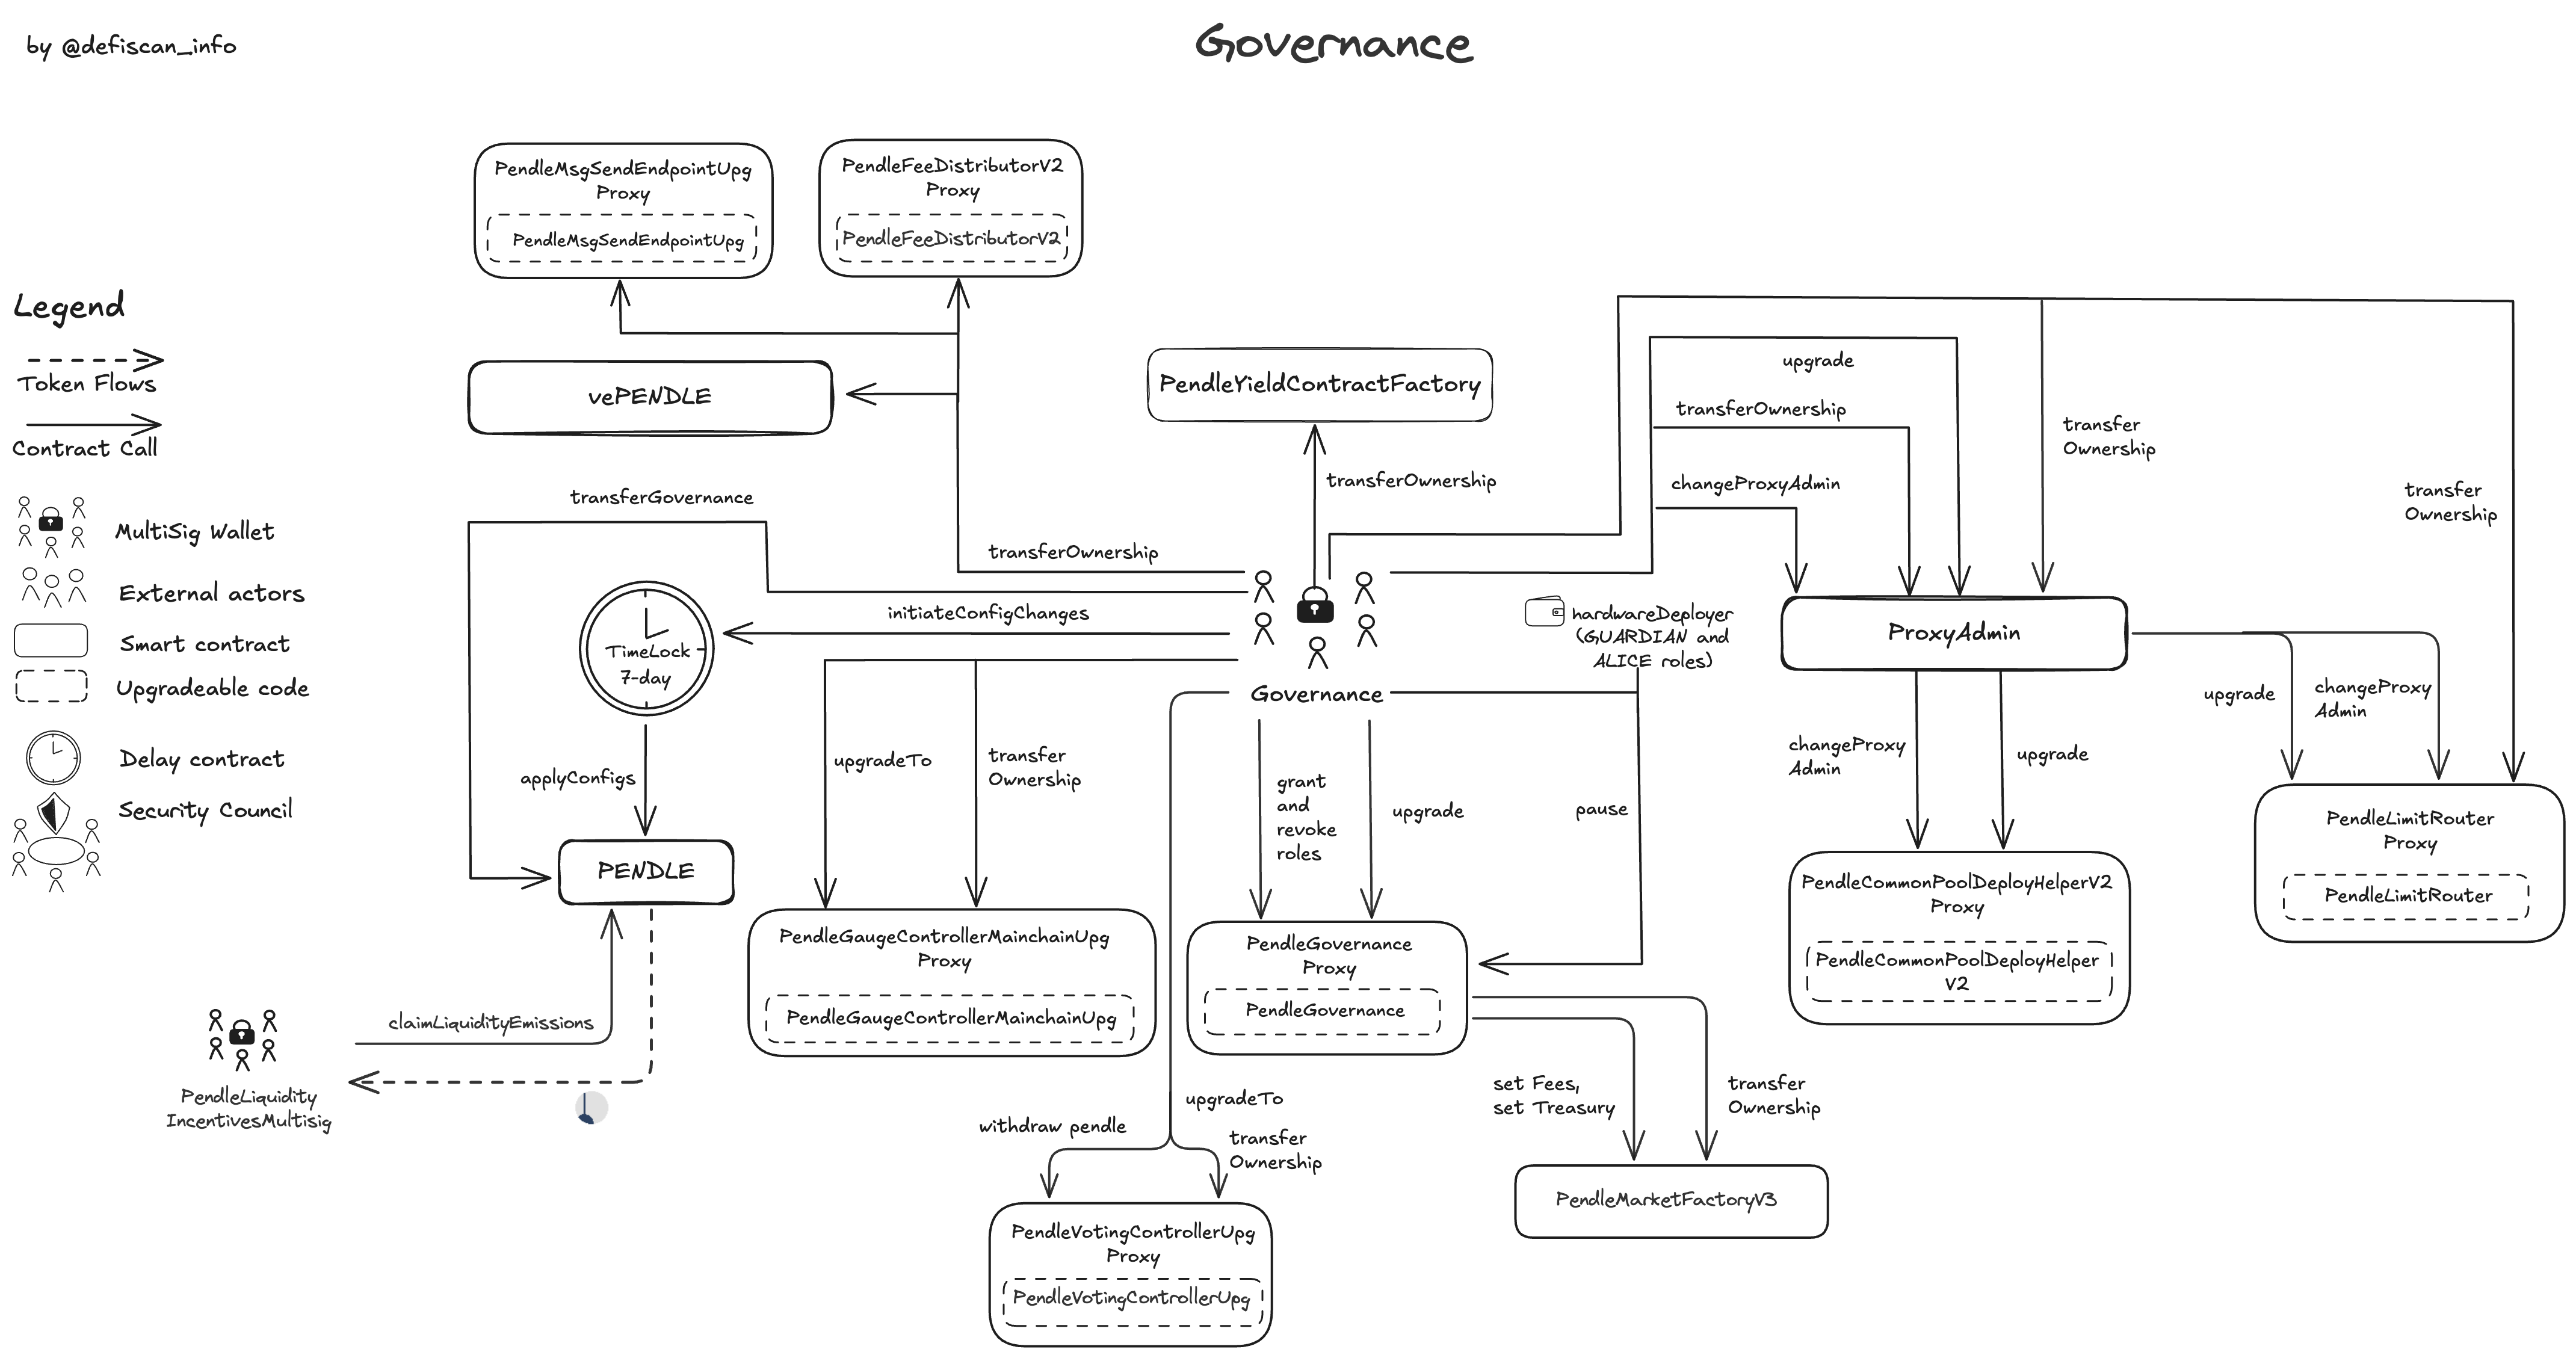 by @defiscan_info
Governance
PendleMsgSendEndpointUpg
Proxy
PendleMsgSendEndpointUpg
PendleFeeDistributorV2
Proxy
PendleFeeDistributorV2
Legend
Token Flows
Contract Call
MultiSig Wallet
External actors
Smart contract
Upgradeable code
Delay contract
Security Council
vePENDLE
PendleYieldContractFactory
upgrade
transferOwnership
changeProxyAdmin
transfer
Ownership
transfer
Ownership
transferGovernance
transferOwnership
transferOwnership
initiateConfigChanges
TimeLock
7-day
hardwareDeployer
(GUARDIAN and
ALICE roles)
ProxyAdmin
Governance
applyConfigs
upgradeTo
transfer
Ownership
grant
and
revoke
roles
upgrade
pause
changeProxy
Admin
upgrade
upgrade
changeProxy
Admin
PENDLE
PendleLimitRouter
Proxy
PendleLimitRouter
PendleCommonPoolDeployHelperV2
Proxy
PendleCommonPoolDeployHelper
V2
PendleGaugeControllerMainchainUpg
Proxy
PendleGaugeControllerMainchainUpg
PendleGovernance
Proxy
PendleGovernance
claimLiquidityEmissions
PendleLiquidity
IncentivesMultisig
withdraw pendle
upgradeTo
transfer
Ownership
set Fees,
set Treasury
transfer
Ownership
PendleMarketFactoryV3
PendleVotingControllerUpg
Proxy
PendleVotingControllerUpg